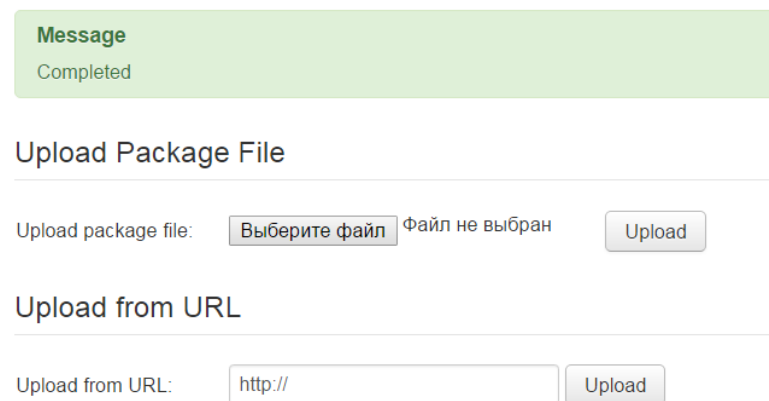 Message
Completed
Upload Package File
Upload package file: Выберите файл Файл не выбран Upload
Upload from URL
Upload from URL: http:// Upload